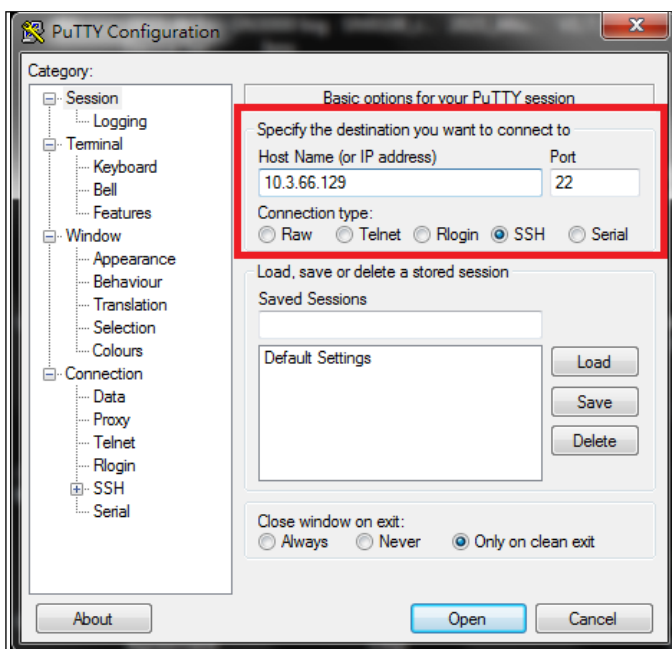 PuTTY Configuration
Category:
Session
Logging
Terminal
Keyboard
Bell
Features
Window
Appearance
Behaviour
Translation
Selection
Colours
Connection
Data
Proxy
Telnet
Rlogin
SSH
Serial
Basic options for your PuTTY session
Specify the destination you want to connect to
Host Name (or IP address) Port
10.3.66.129 22
Connection type:
Raw Telnet Rlogin SSH Serial
Load, save or delete a stored session
Saved Sessions
Default Settings
Load
Save
Delete
Close window on exit:
Always Never Only on clean exit
About Open Cancel